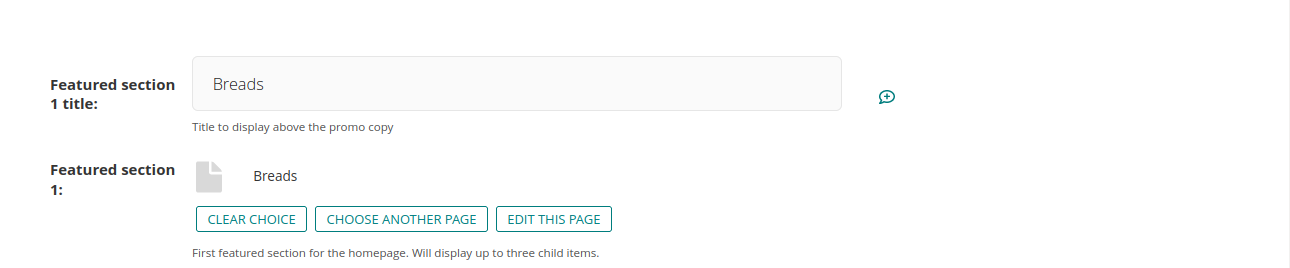 Featured section
1 title:
Breads
Title to display above the promo copy
Featured section
1:
Breads
CLEAR CHOICE
CHOOSE ANOTHER PAGE
EDIT THIS PAGE
First featured section for the homepage. Will display up to three child items.